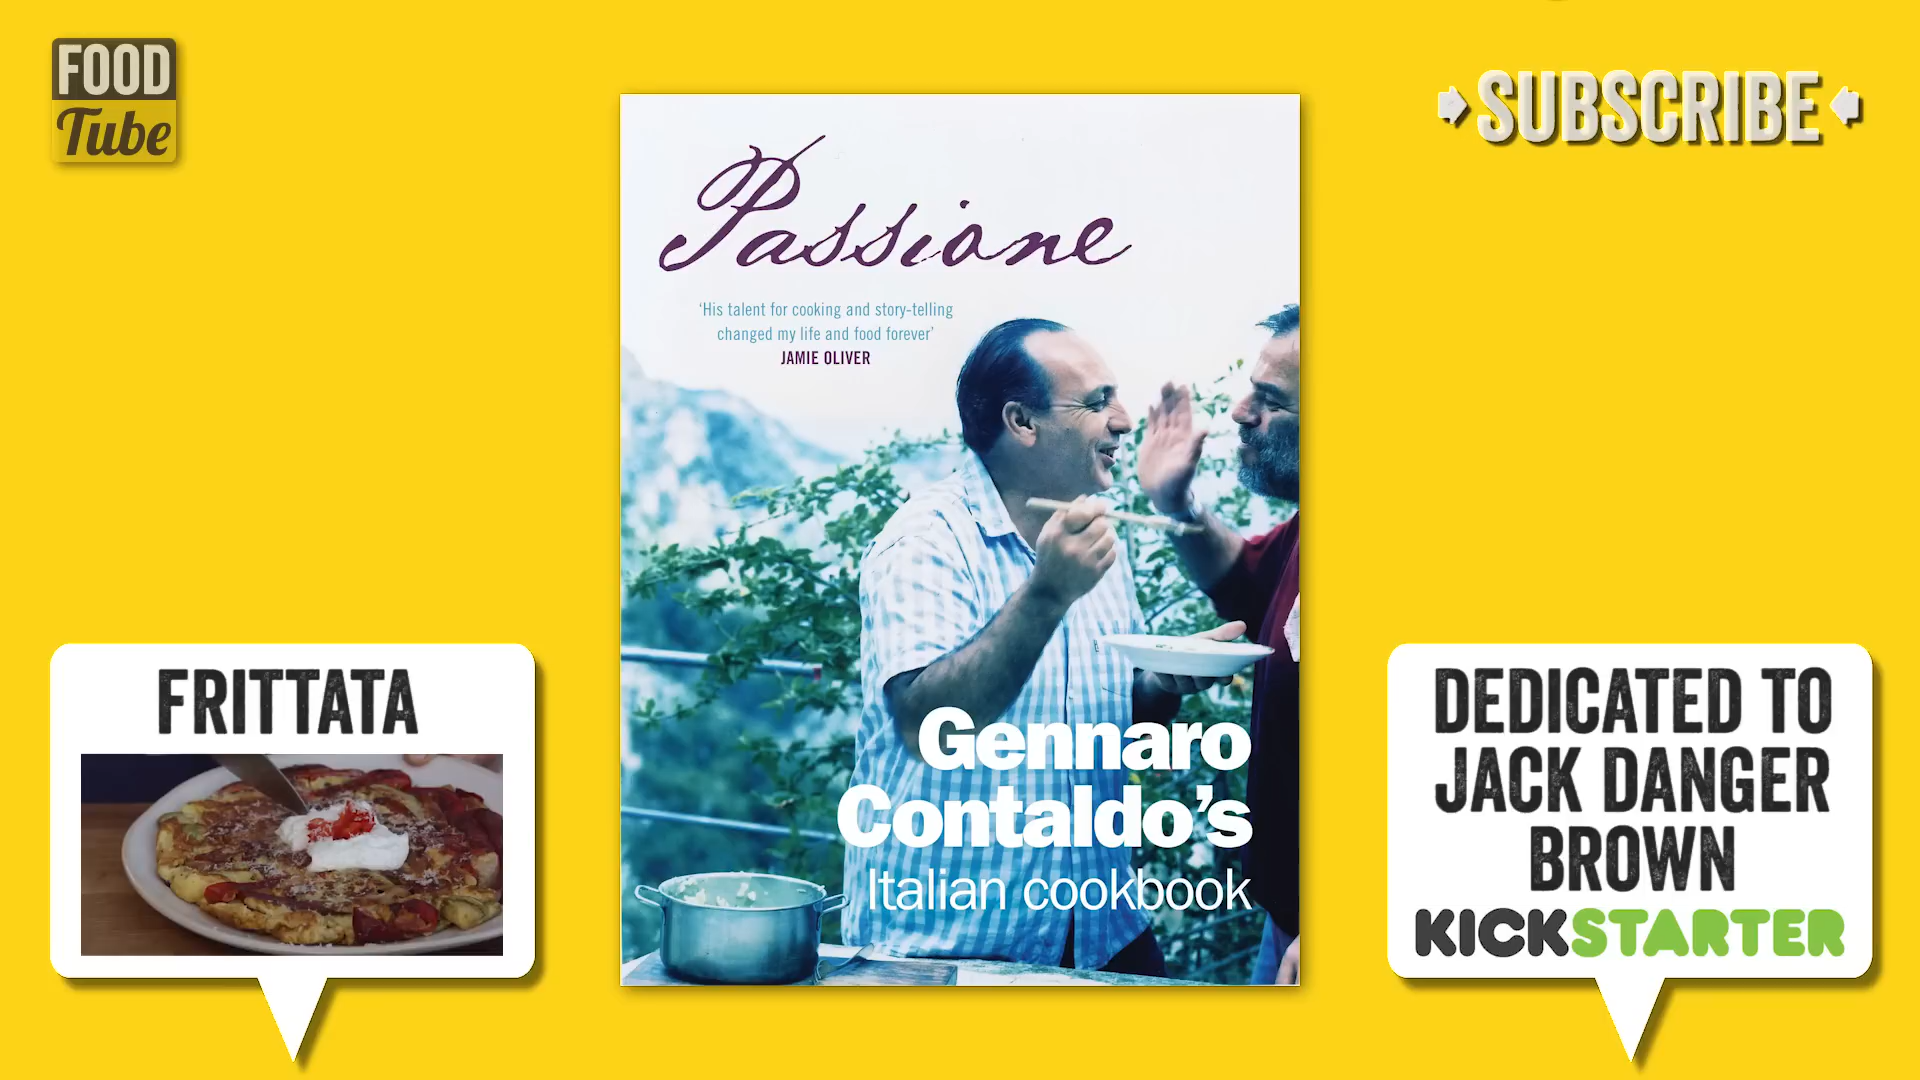 FOOD
Tube
SUBSCRIBE
Passione
‘His talent for cooking and story-telling
changed my life and food forever’
JAMIE OLIVER
Gennaro
Contaldo’s
Italian cookbook
FRITTATA
DEDICATED TO
JACK DANGER
BROWN
KICKSTARTER